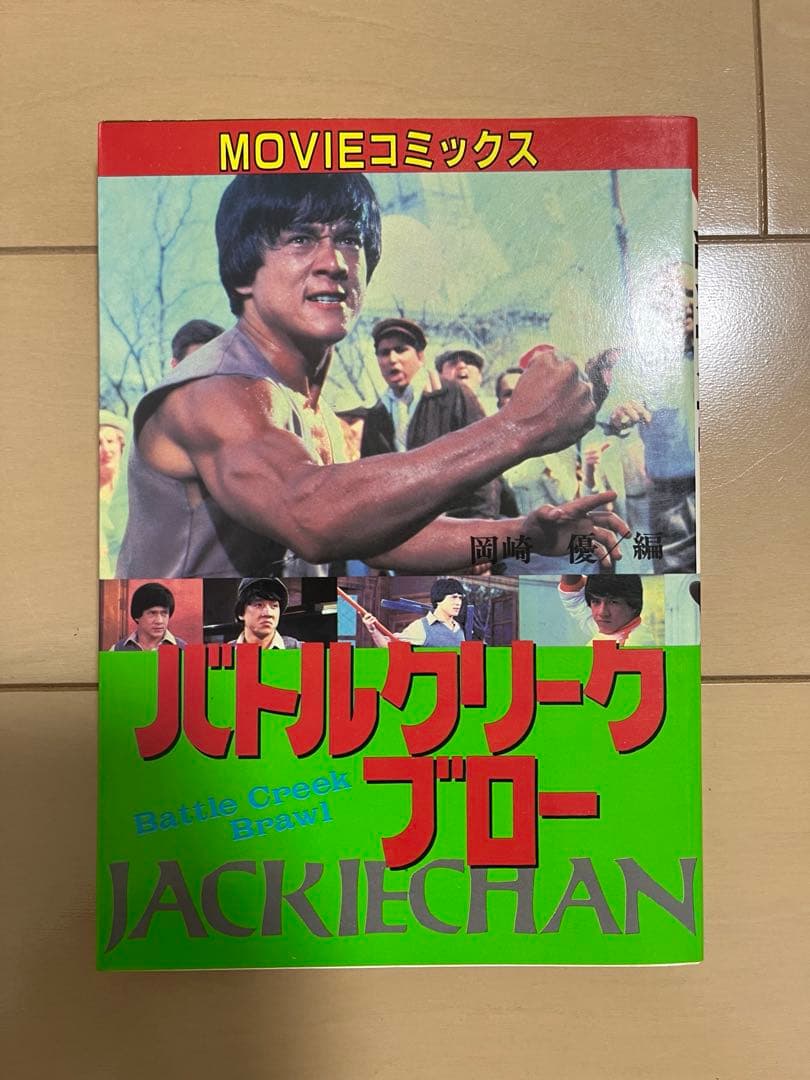 MOVIEコミックス
岡崎 優／編
バトルクリーク
ブロー
Battle Creek
Brawl
JACKIECHAN